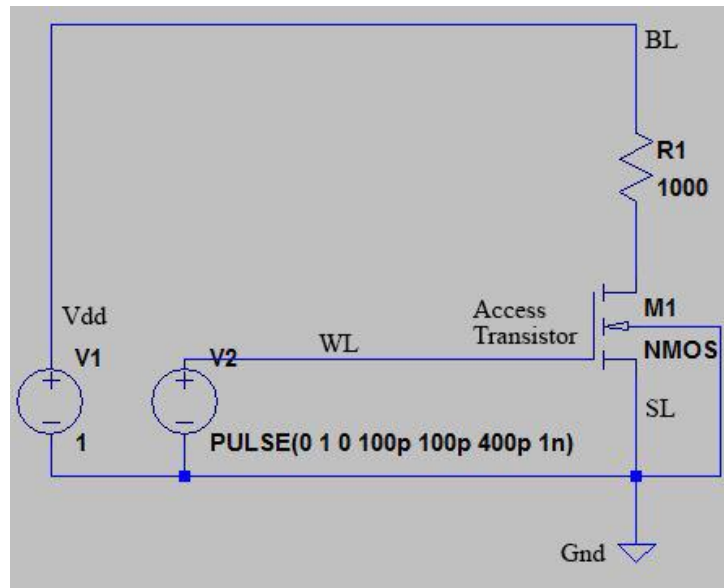 BL
R1
1000
Vdd
Access
Transistor
M1
WL
NMOS
V1
V2
SL
1
PULSE(0 1 0 100p 100p 400p 1n)
Gnd